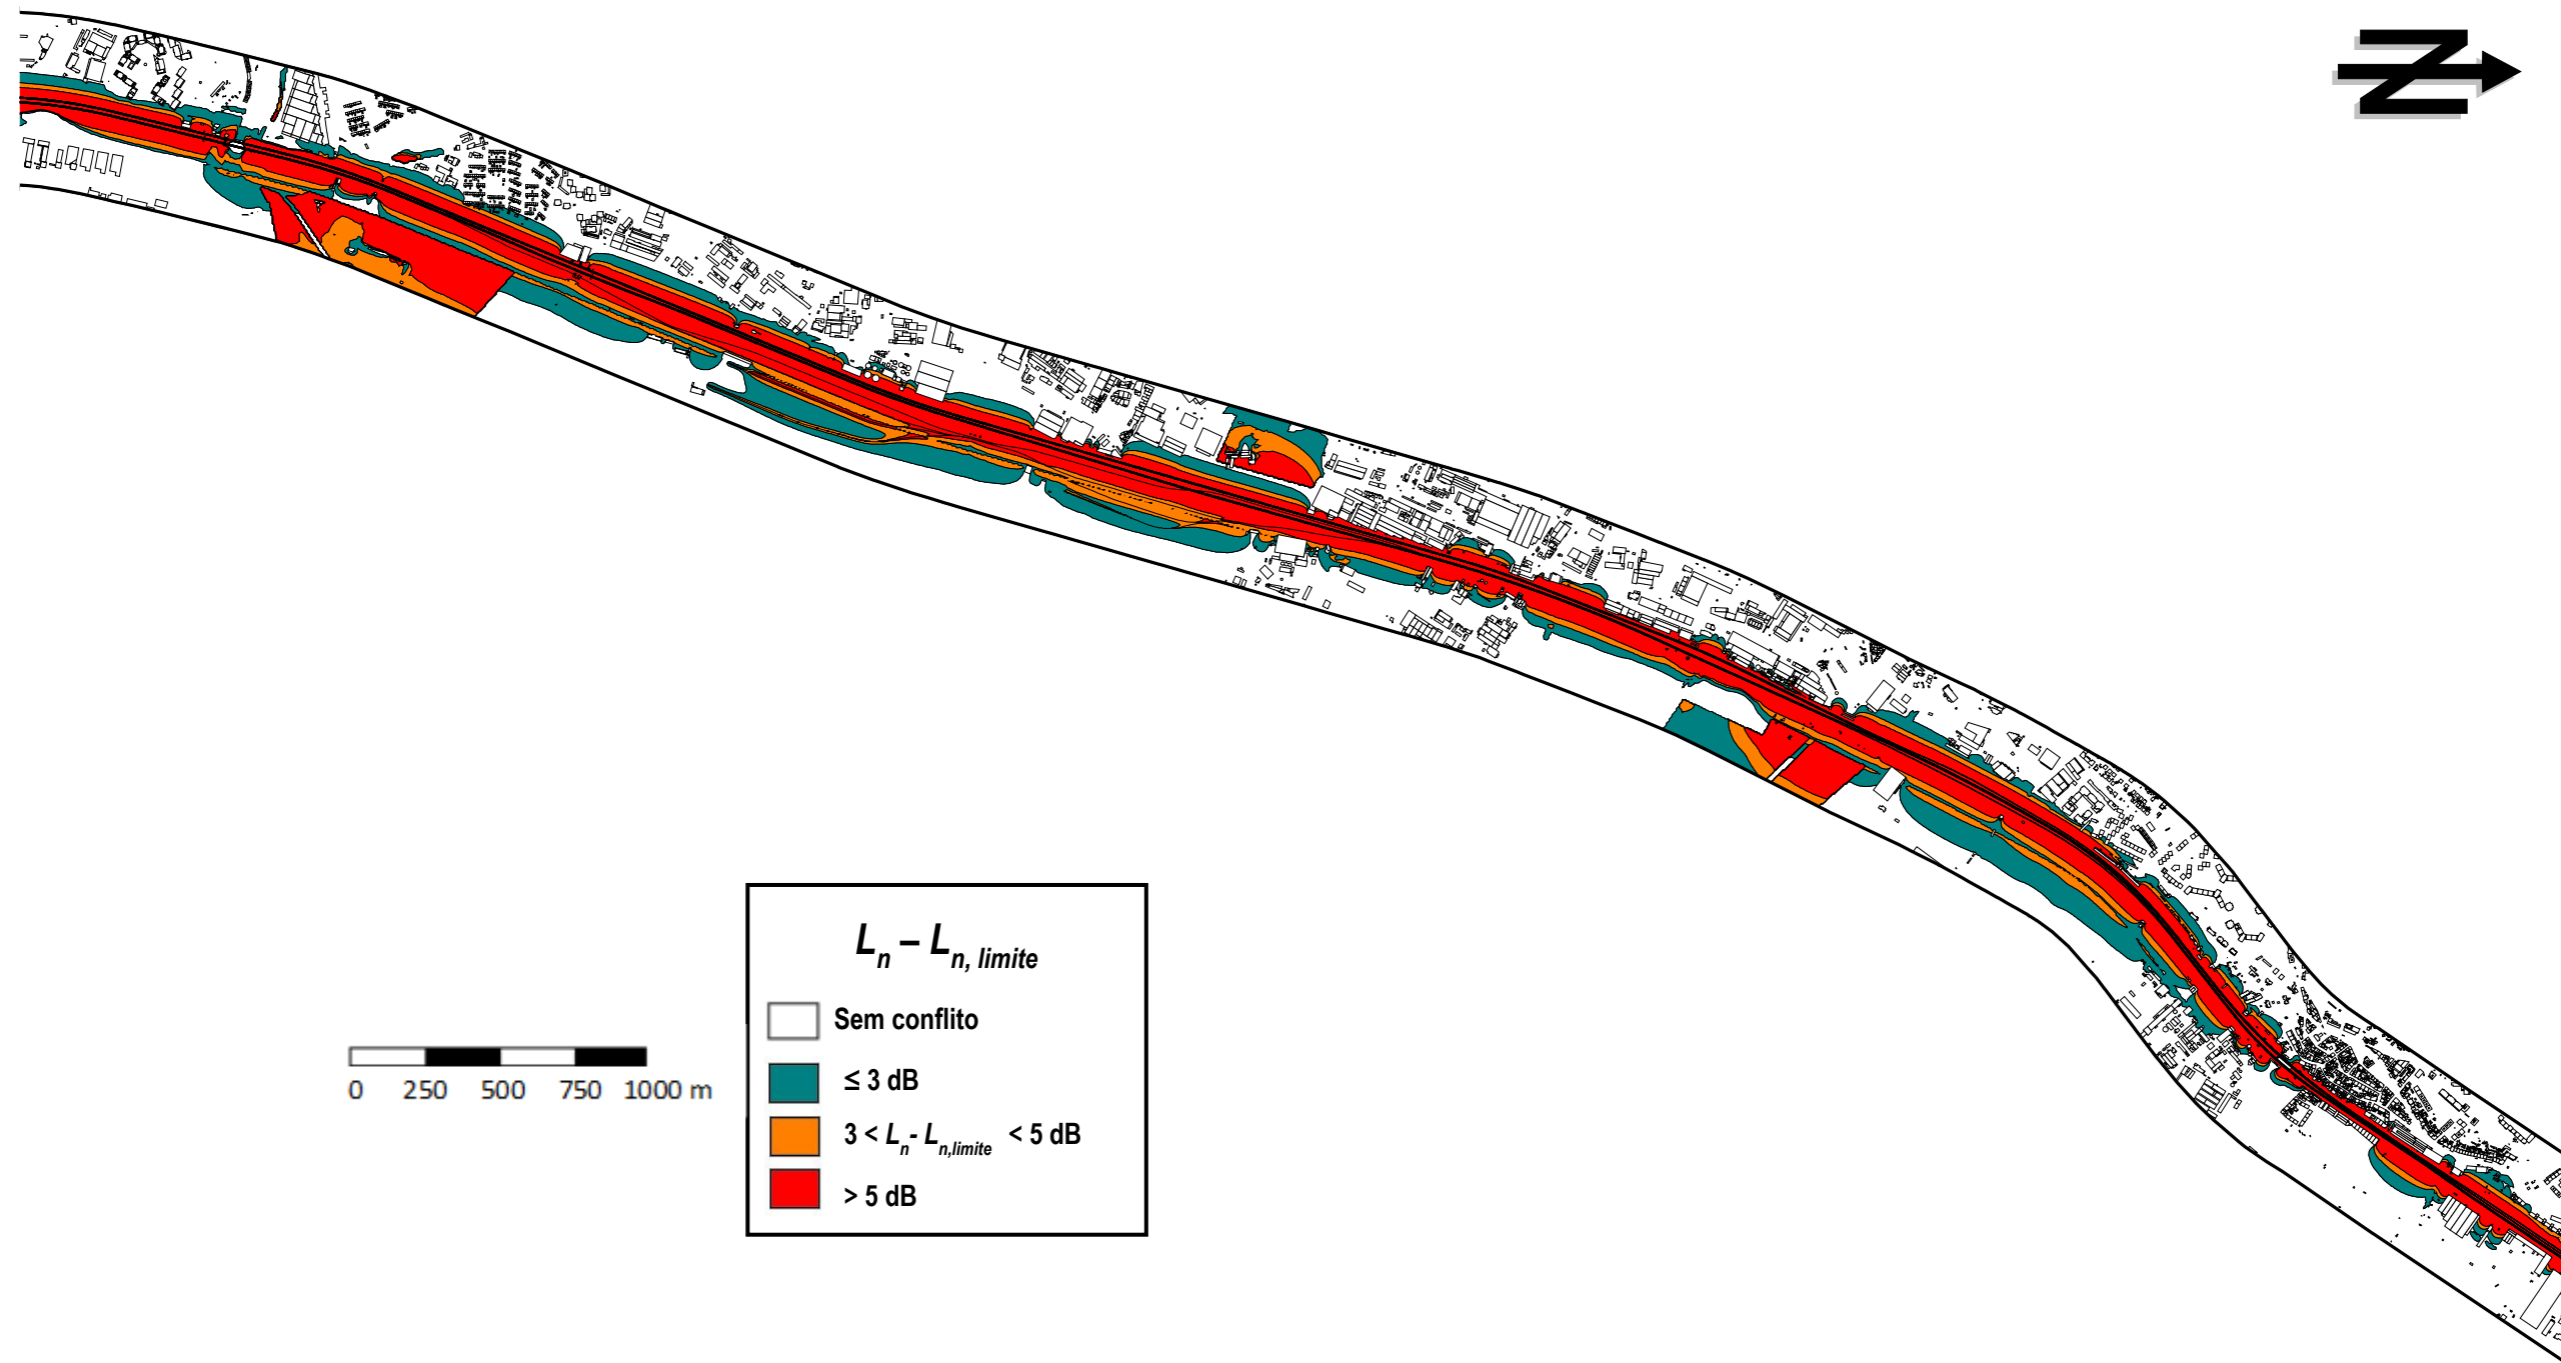 N
Ln – Ln, limite
Sem conflito
≤ 3 dB
3 < Ln- Ln,limite < 5 dB
> 5 dB
0 250 500 750 1000 m